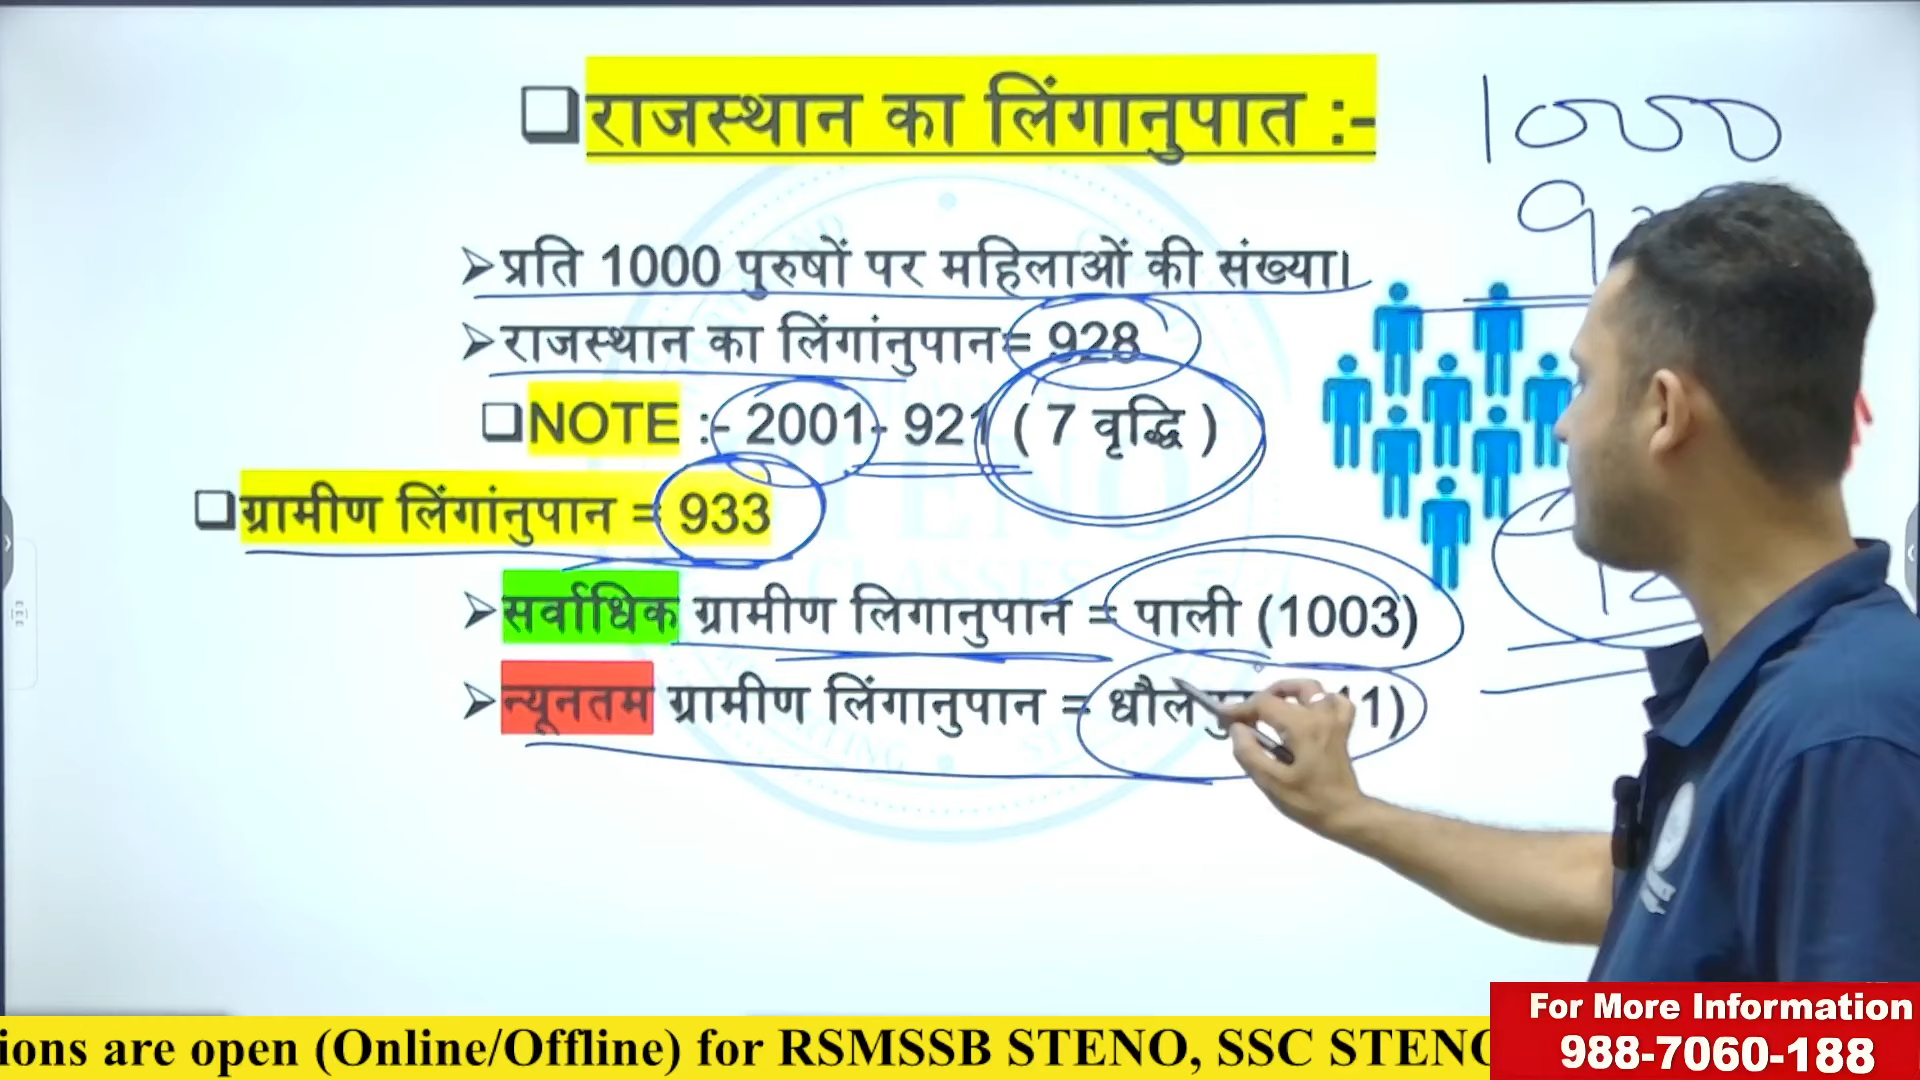 राजस्थान का लिंगानुपात :-
1000
प्रति 1000 पुरुषों पर महिलाओं की संख्या।
राजस्थान का लिंगांनुपान= 928
NOTE :- 2001- 921 ( 7 वृद्धि )
ग्रामीण लिंगांनुपान = 933
सर्वाधिक ग्रामीण लिगानुपान = पाली (1003)
न्यूनतम ग्रामीण लिंगानुपान =
ions are open (Online/Offline) for RSMSSB STENO, SSC STENO
For More Information
988-7060-188